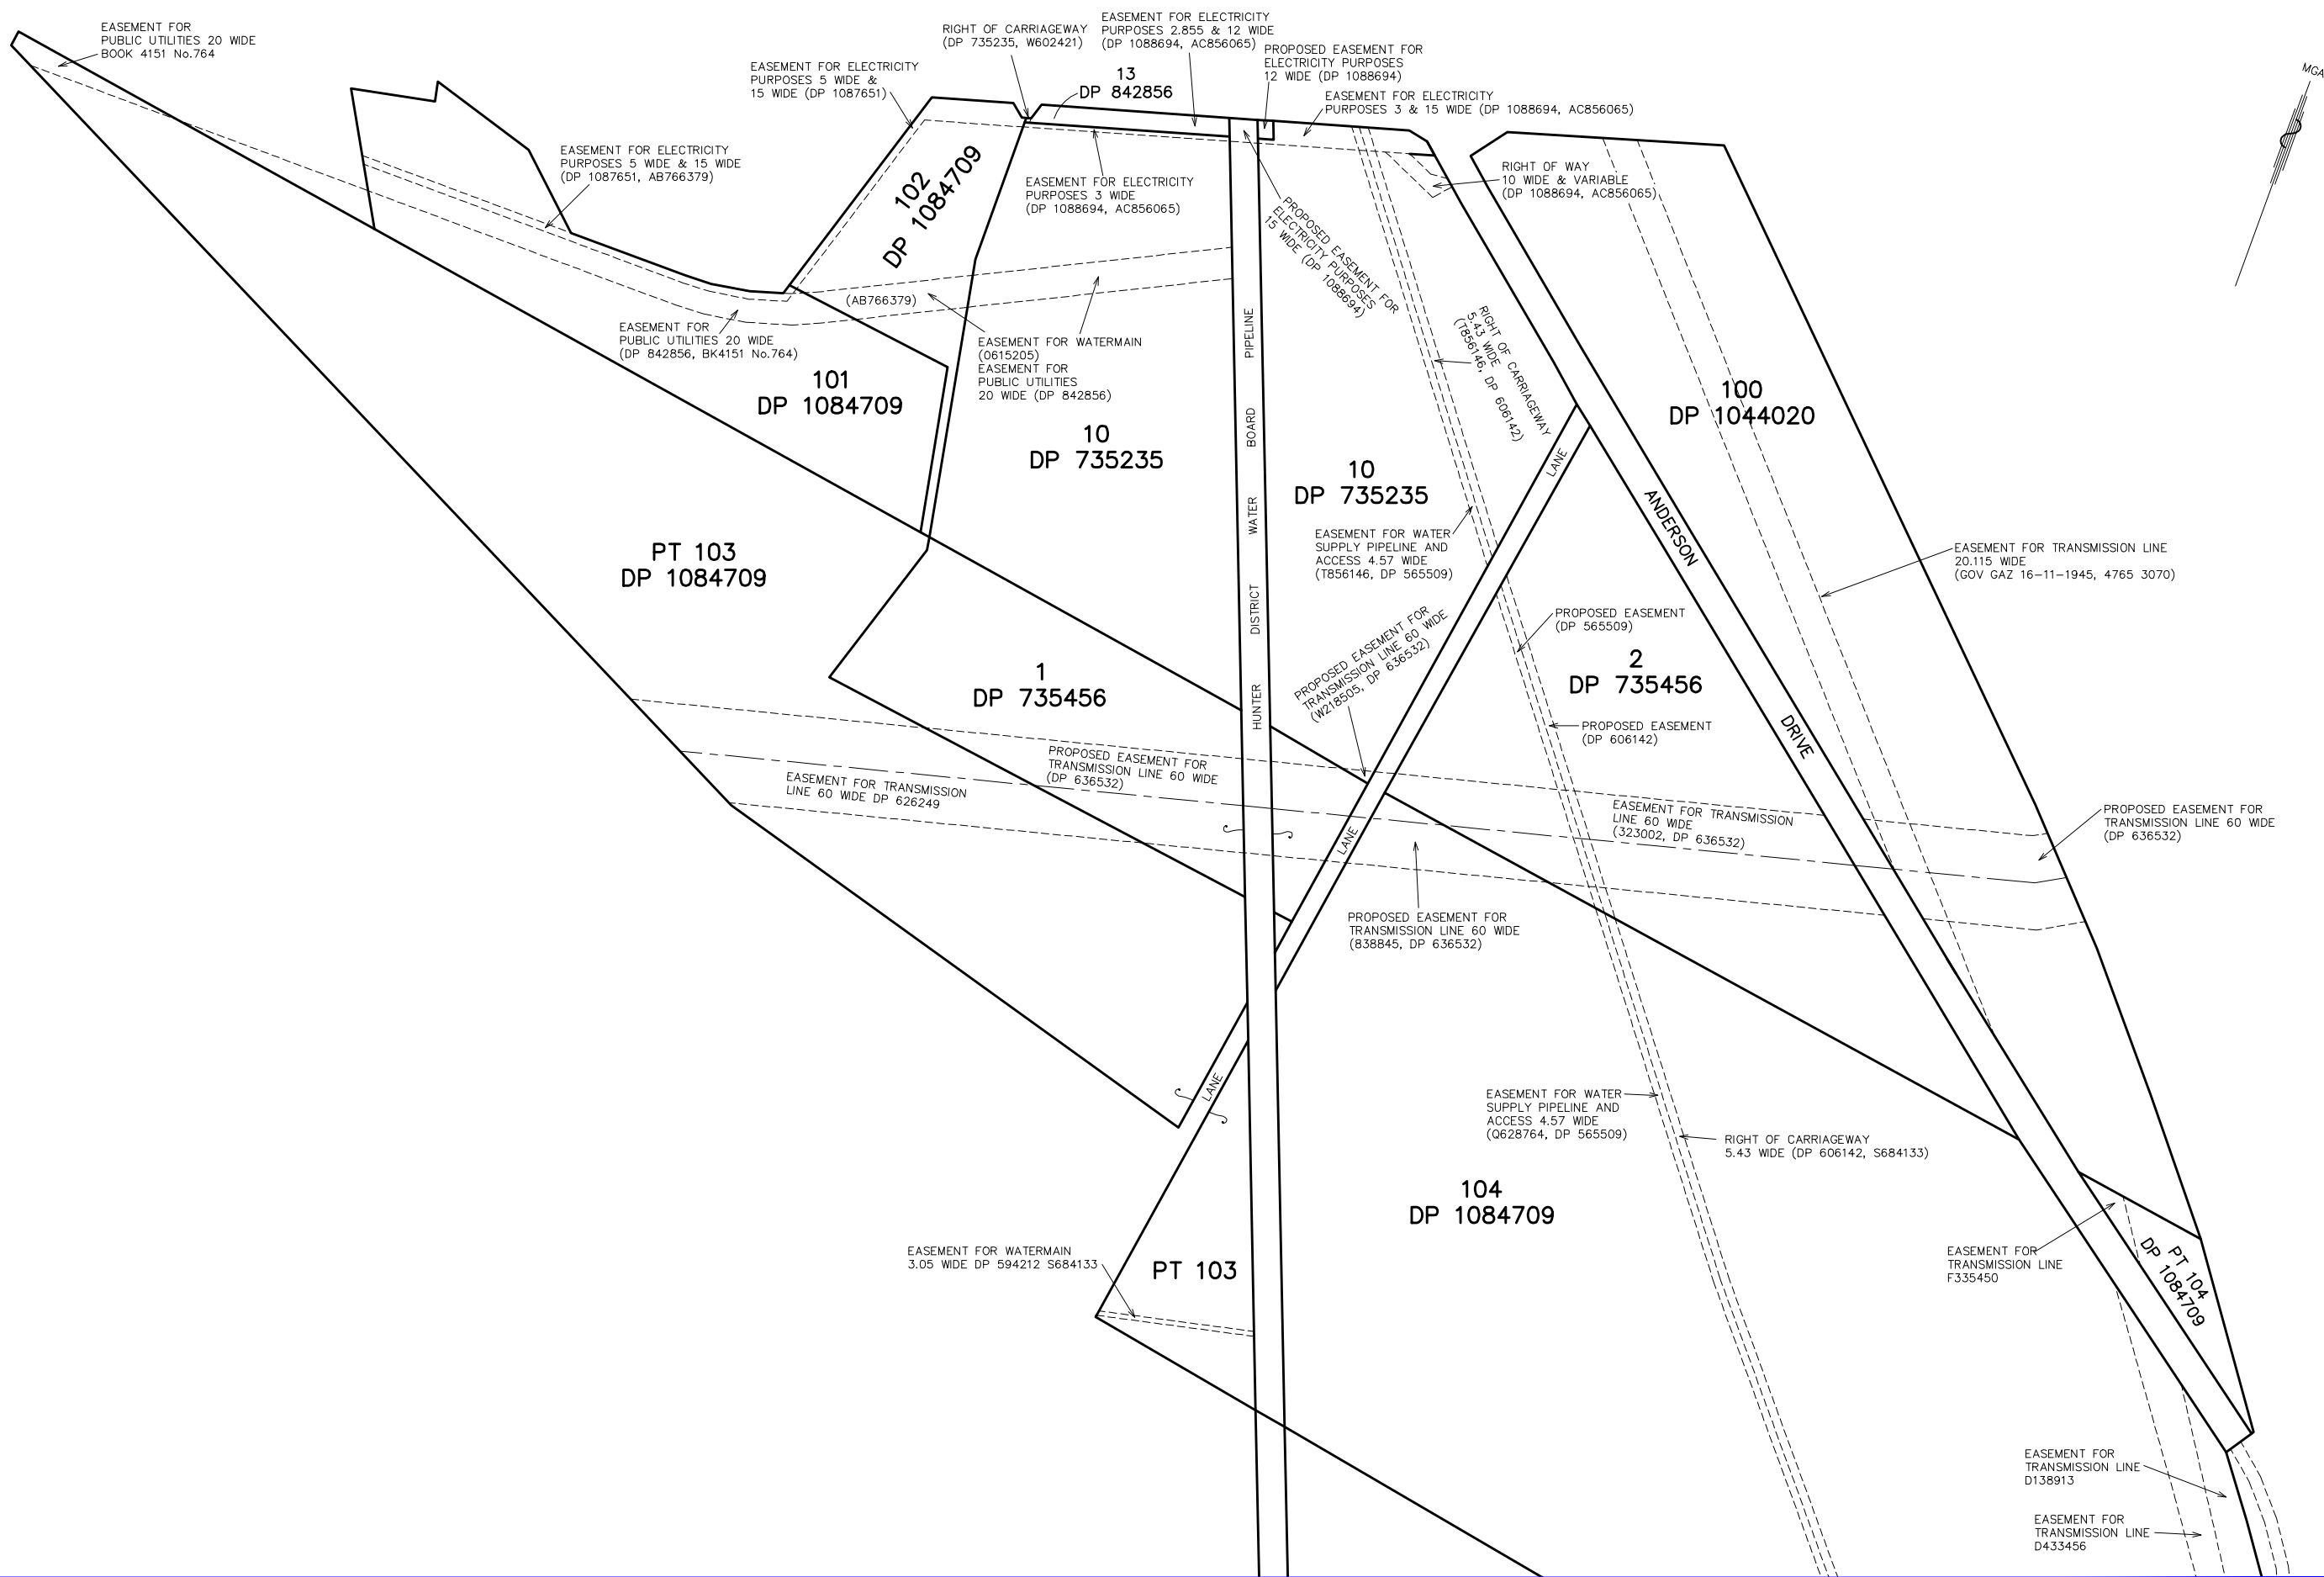 EASEMENT FOR
PUBLIC UTILITIES 20 WIDE
BOOK 4151 No.764
RIGHT OF CARRIAGEWAY
(DP 735235, W602421)
EASEMENT FOR ELECTRICITY
PURPOSES 2.855 & 12 WIDE
(DP 1088694, AC856065)
PROPOSED EASEMENT FOR
ELECTRICITY PURPOSES
12 WIDE (DP 1088694)
EASEMENT FOR ELECTRICITY
PURPOSES 5 WIDE &
15 WIDE (DP 1087651)
13
DP 842856
EASEMENT FOR ELECTRICITY
PURPOSES 3 & 15 WIDE (DP 1088694, AC856065)
MGA
EASEMENT FOR ELECTRICITY
PURPOSES 5 WIDE & 15 WIDE
(DP 1087651, AB766379)
102
DP 1084709
EASEMENT FOR ELECTRICITY
PURPOSES 3 WIDE
(DP 1088694, AC856065)
RIGHT OF WAY
10 WIDE & VARIABLE
(DP 1088694, AC856065)
PROPOSED EASEMENT FOR
ELECTRICITY PURPOSES
15 WIDE (DP 1088694)
(AB766379)
EASEMENT FOR
PUBLIC UTILITIES 20 WIDE
(DP 842856, BK4151 No.764)
EASEMENT FOR WATERMAIN
(0615205)
EASEMENT FOR
PUBLIC UTILITIES
20 WIDE (DP 842856)
RIGHT OF CARRIAGEWAY
5.43 WIDE
(T856146, DP 606142)
101
DP 1084709
10
DP 735235
10
DP 735235
100
DP 1044020
HUNTER DISTRICT WATER BOARD PIPELINE
LANE
ANDERSON DRIVE
EASEMENT FOR WATER
SUPPLY PIPELINE AND
ACCESS 4.57 WIDE
(T856146, DP 565509)
EASEMENT FOR TRANSMISSION LINE
20.115 WIDE
(GOV GAZ 16-11-1945, 4765 3070)
PT 103
DP 1084709
PROPOSED EASEMENT FOR
TRANSMISSION LINE 60 WIDE
(W218505, DP 636532)
PROPOSED EASEMENT
(DP 565509)
1
DP 735456
2
DP 735456
PROPOSED EASEMENT
(DP 606142)
PROPOSED EASEMENT FOR
TRANSMISSION LINE 60 WIDE
(DP 636532)
EASEMENT FOR TRANSMISSION
LINE 60 WIDE DP 626249
EASEMENT FOR TRANSMISSION
LINE 60 WIDE
(323002, DP 636532)
PROPOSED EASEMENT FOR
TRANSMISSION LINE 60 WIDE
(DP 636532)
LANE
PROPOSED EASEMENT FOR
TRANSMISSION LINE 60 WIDE
(838845, DP 636532)
LANE
EASEMENT FOR WATER
SUPPLY PIPELINE AND
ACCESS 4.57 WIDE
(Q628764, DP 565509)
RIGHT OF CARRIAGEWAY
5.43 WIDE (DP 606142, S684133)
104
DP 1084709
EASEMENT FOR WATERMAIN
3.05 WIDE DP 594212 S684133
PT 103
EASEMENT FOR
TRANSMISSION LINE
F335450
PT 104
DP 1084709
EASEMENT FOR
TRANSMISSION LINE
D138913
EASEMENT FOR
TRANSMISSION LINE
D433456